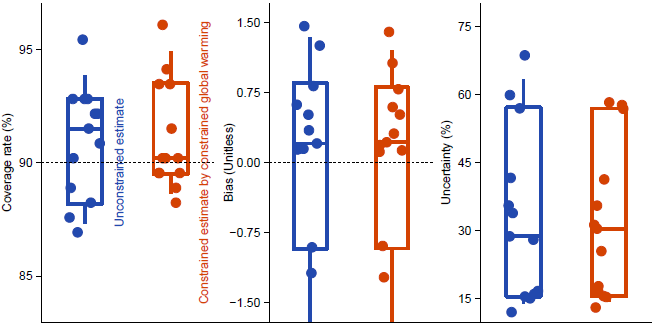 Coverage rate (%)
95
90
85
Unconstrained estimate
Constrained estimate by constrained global warming
Bias (Unitless)
1.50
0.75
0.00
−0.75
−1.50
Uncertainty (%)
75
60
45
30
15